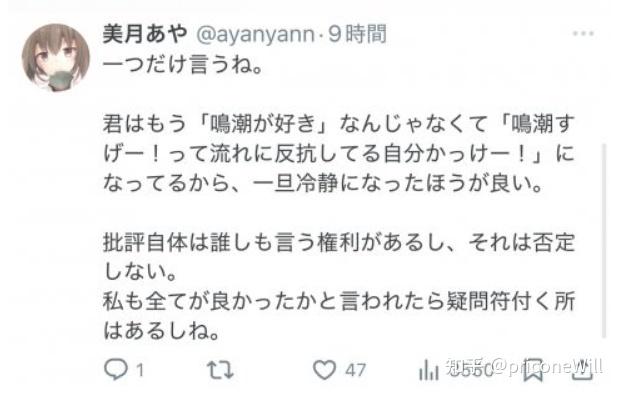 美月あや @ayanyann·9時間
一つだけ言うね。
君はもう「鳴潮が好き」なんじゃなくて「鳴潮す
げー！って流れに反抗してる自分かっけー！」に
なってるから、一旦冷静になったほうが良い。
批評自体は誰しも言う権利があるし、それは否定
しない。
私も全てが良かったかと言われたら疑問符付く所
はあるしね。
1 47
知乎 @priconeWill